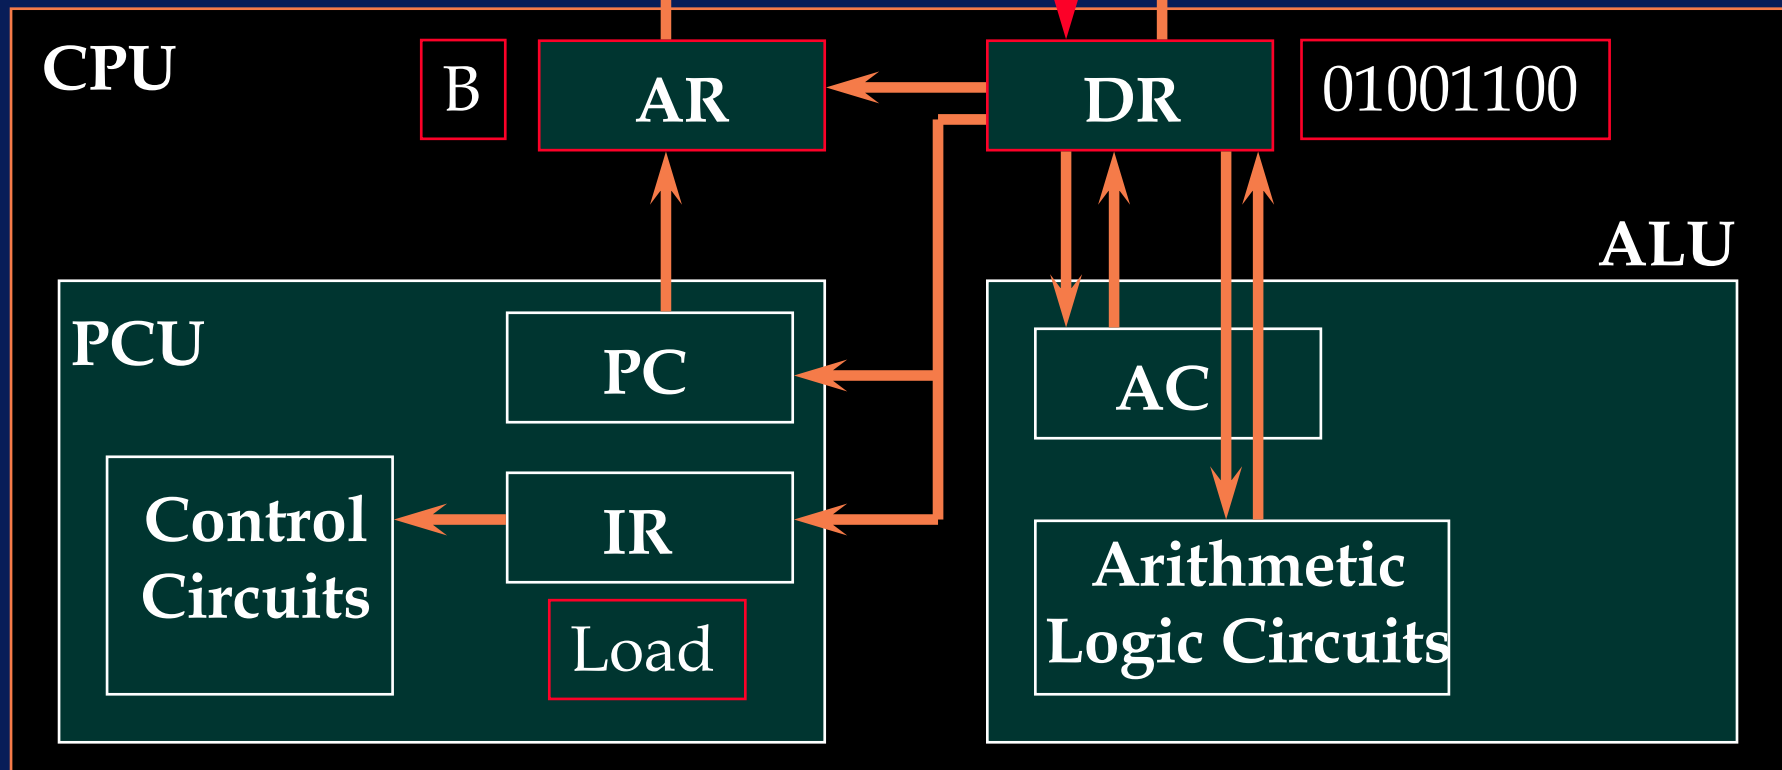 CPU
B
AR
DR
01001100
ALU
PCU
PC
AC
Control
Circuits
IR
Arithmetic
Logic Circuits
Load